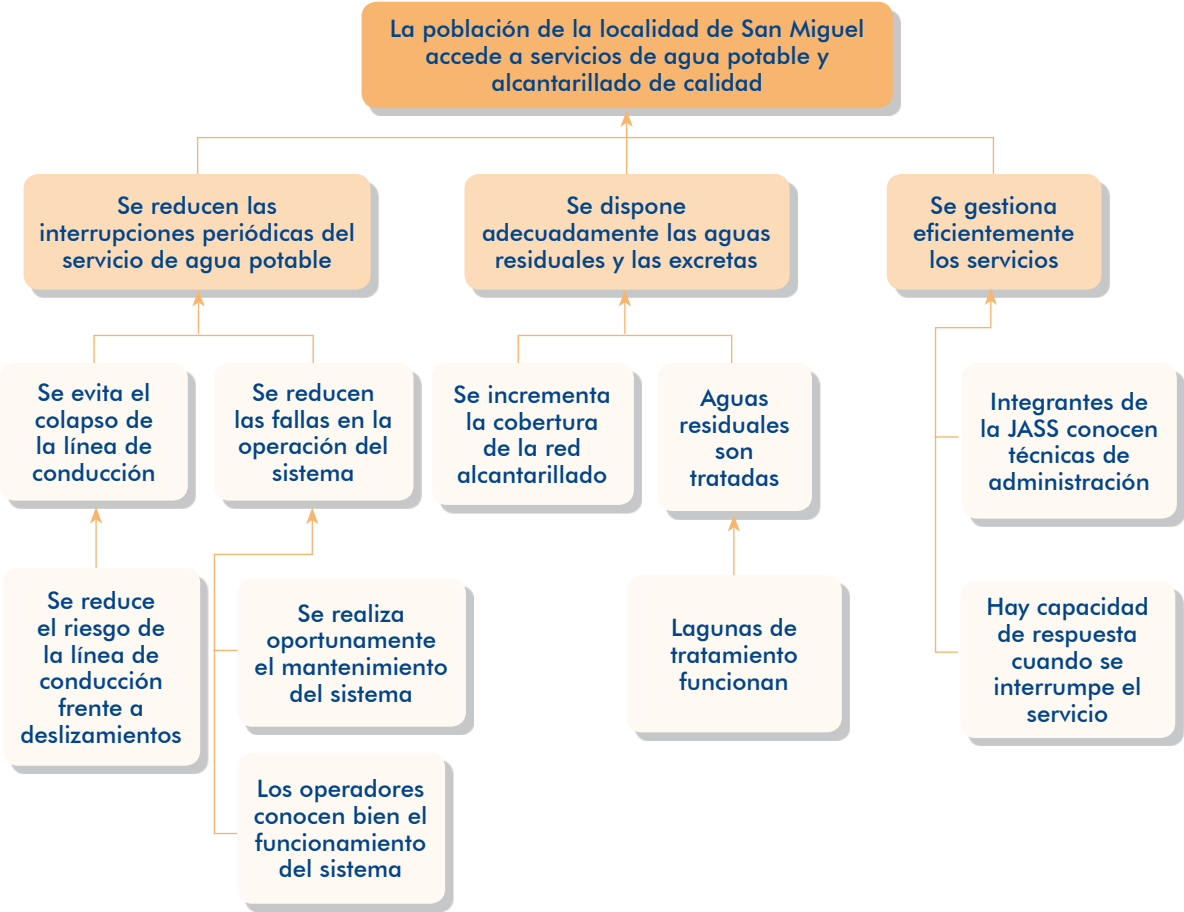 La población de la localidad de San Miguel
accede a servicios de agua potable y
alcantarillado de calidad
Se reducen las
interrupciones periódicas del
servicio de agua potable
Se dispone
adecuadamente las aguas
residuales y las excretas
Se gestiona
eficientemente
los servicios
Se evita el
colapso de
la línea de
conducción
Se reducen
las fallas en la
operación del
sistema
Se incrementa
la cobertura
de la red
alcantarillado
Aguas
residuales
son
tratadas
Integrantes de
la JASS conocen
técnicas de
administración
Se reduce
el riesgo de
la línea de
conducción
frente a
deslizamientos
Se realiza
oportunamente
el mantenimiento
del sistema
Lagunas de
tratamiento
funcionan
Hay capacidad
de respuesta
cuando se
interrumpe el
servicio
Los operadores
conocen bien el
funcionamiento
del sistema